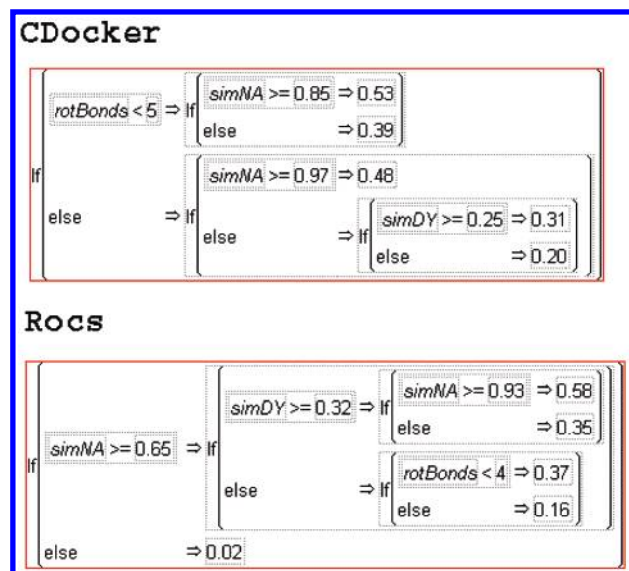 CDocker
If rotBonds < 5 ⇒ If simNA >= 0.85 ⇒ 0.53
else ⇒ 0.39
else ⇒ If simNA >= 0.97 ⇒ 0.48
else ⇒ If simDY >= 0.25 ⇒ 0.31
else ⇒ 0.20
Rocs
If simNA >= 0.65 ⇒ If simDY >= 0.32 ⇒ If simNA >= 0.93 ⇒ 0.58
else ⇒ 0.35
else ⇒ If rotBonds < 4 ⇒ 0.37
else ⇒ 0.16
else ⇒ 0.02